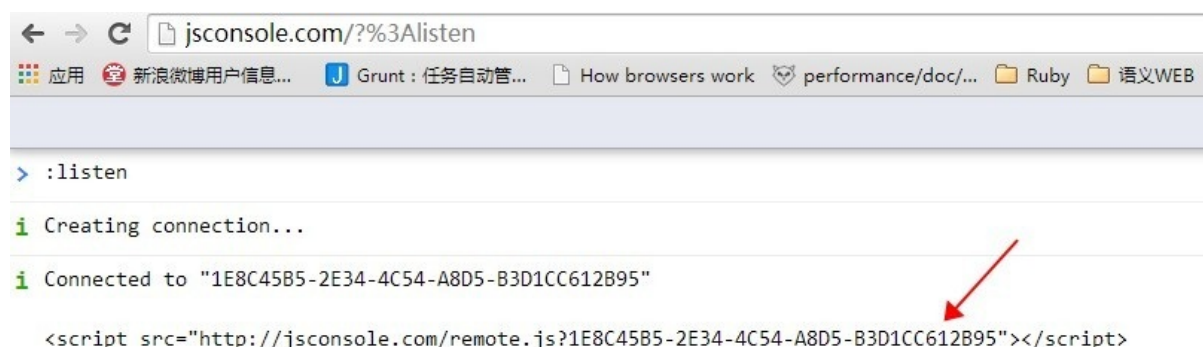 jsconsole.com/?%3Alisten
应用 新浪微博用户信息... Grunt : 任务自动管... How browsers work performance/doc/... Ruby 语义WEB
> :listen
i Creating connection...
i Connected to "1E8C45B5-2E34-4C54-A8D5-B3D1CC612B95"
<script src="http://jsconsole.com/remote.js?1E8C45B5-2E34-4C54-A8D5-B3D1CC612B95"></script>